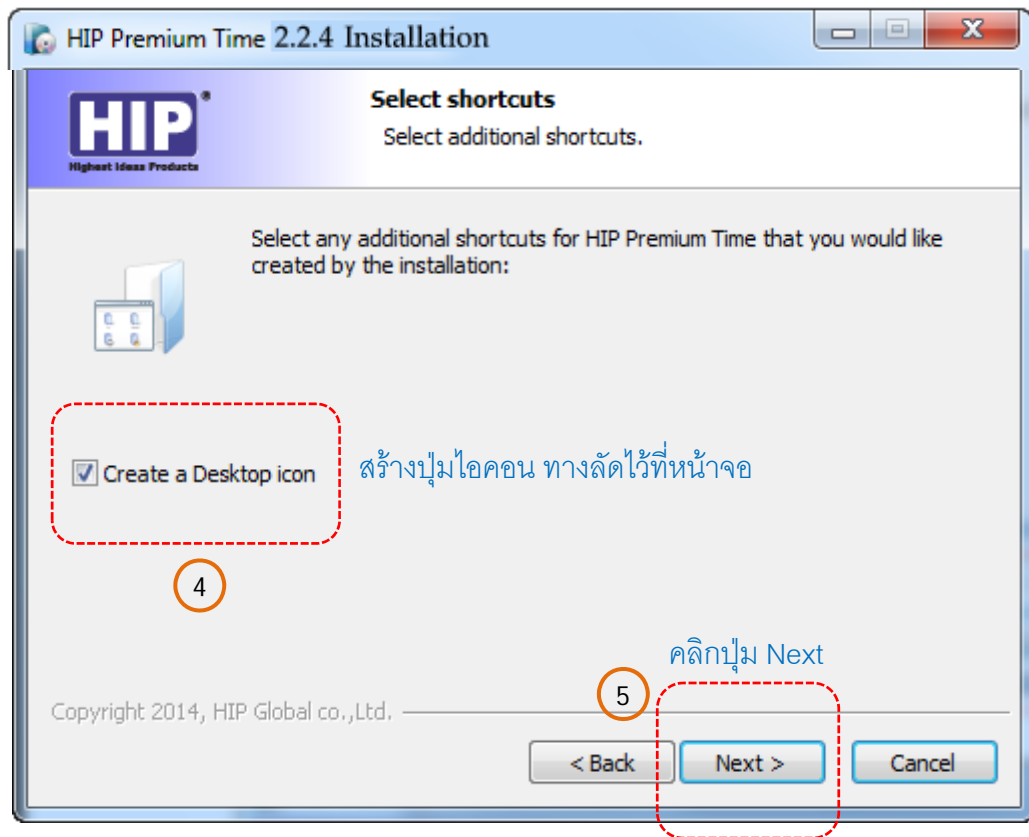 HIP Premium Time 2.2.4 Installation
HIP®
Highest Ideas Products
Select shortcuts
Select additional shortcuts.
Select any additional shortcuts for HIP Premium Time that you would like
created by the installation:
Create a Desktop icon
สร้างปุ่มไอคอน ทางลัดไว้ที่หน้าจอ
4
คลิกปุ่ม Next
5
Copyright 2014, HIP Global co.,Ltd.
< Back
Next >
Cancel